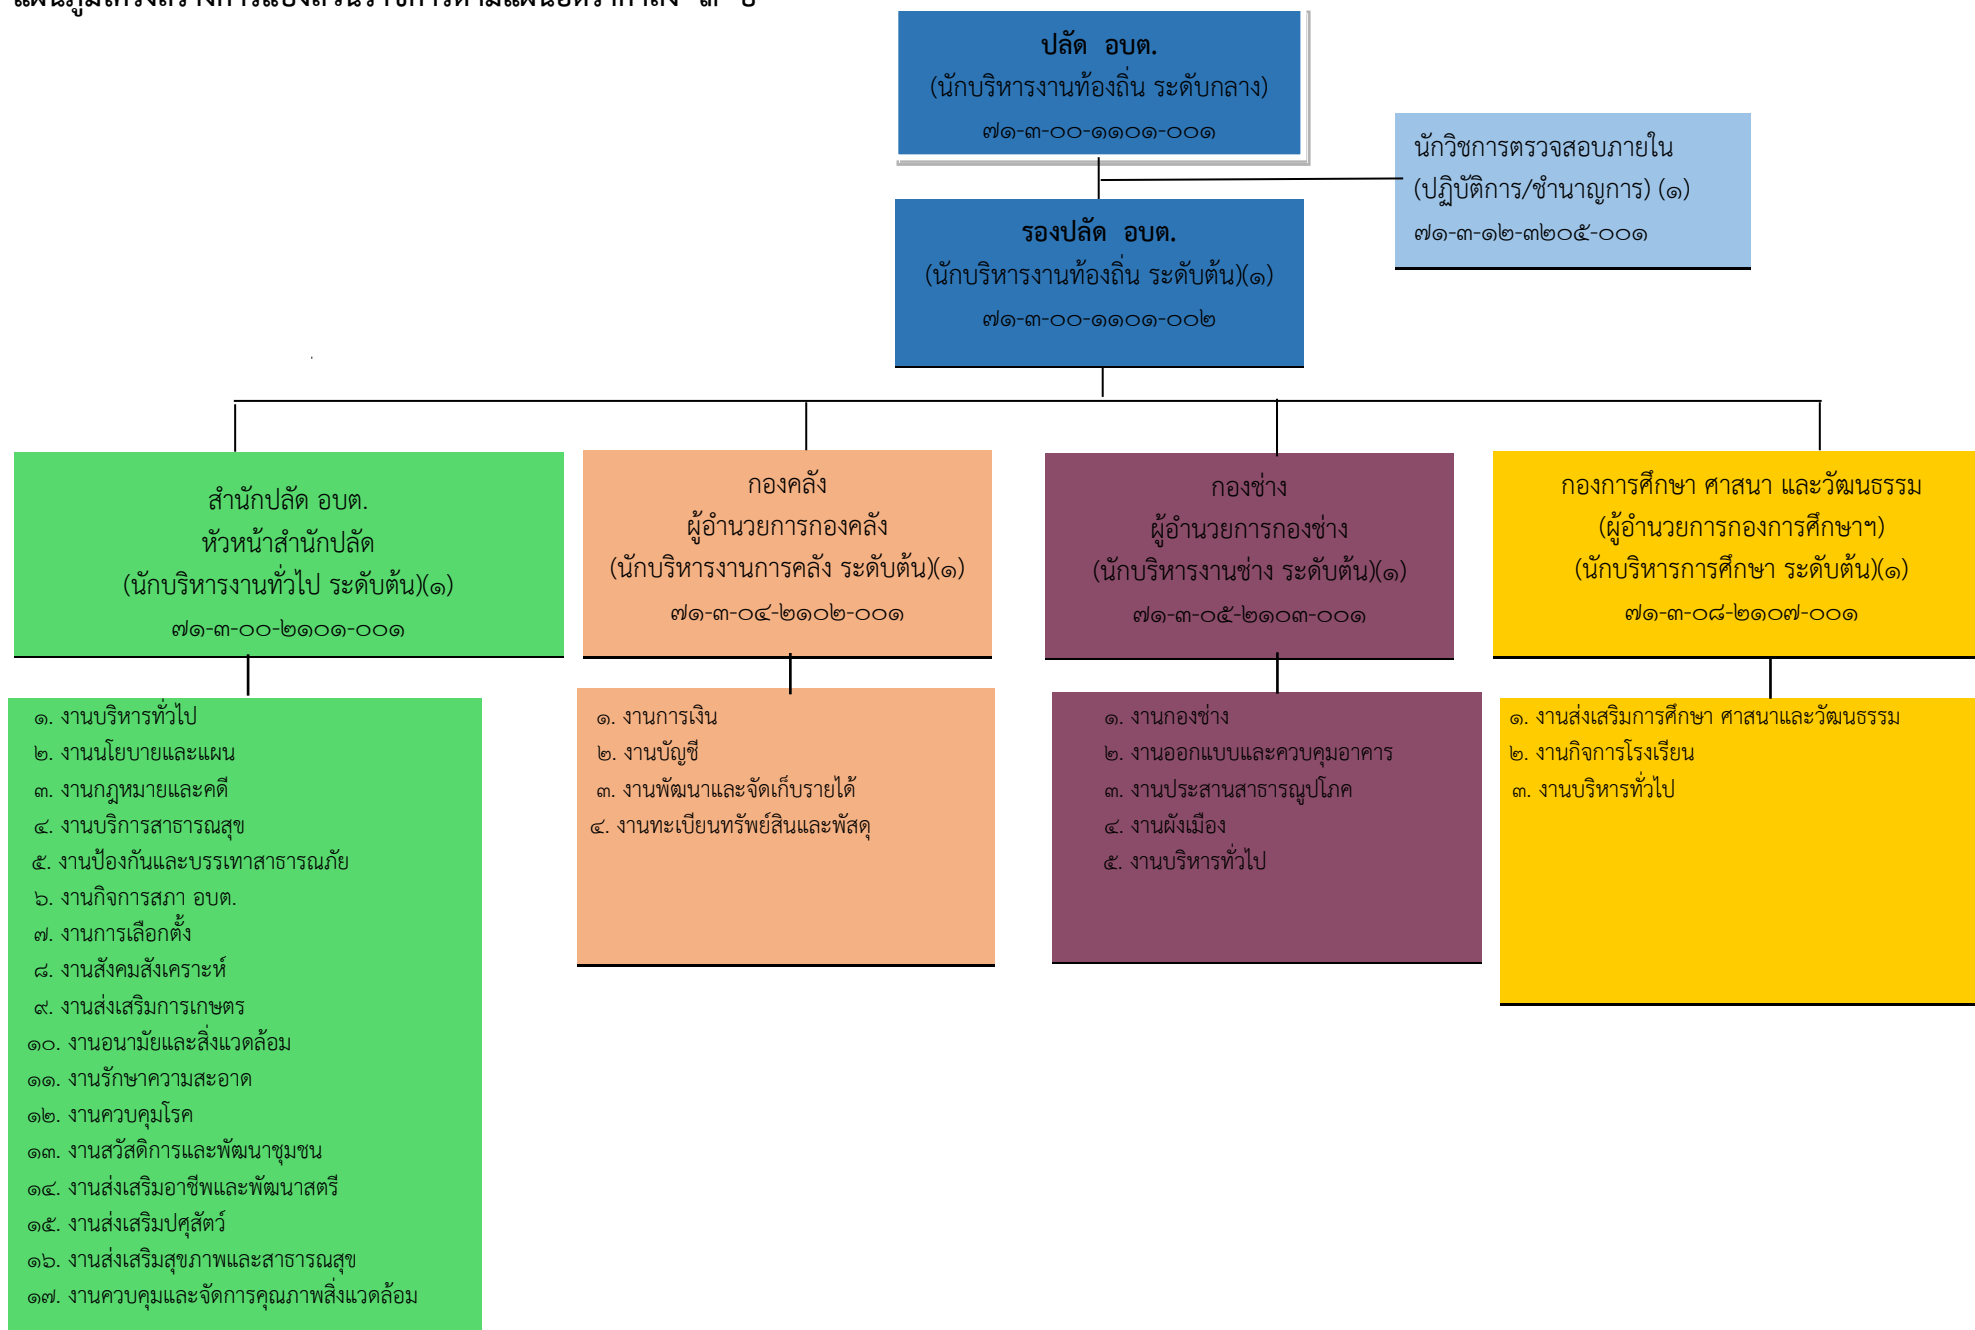 แผนภูมิโครงสร้างการแบ่งส่วนราชการตามแผนอัตรากำลัง ๓ ปี
ปลัด อบต.
(นักบริหารงานท้องถิ่น ระดับกลาง)
๗๑-๓-๐๐-๑๑๐๑-๐๐๑
นักวิชการตรวจสอบภายใน
(ปฏิบัติการ/ชำนาญการ) (๑)
๗๑-๓-๑๒-๓๒๐๕-๐๐๑
รองปลัด อบต.
(นักบริหารงานท้องถิ่น ระดับต้น)(๑)
๗๑-๓-๐๐-๑๑๐๑-๐๐๒
สำนักปลัด อบต.
หัวหน้าสำนักปลัด
(นักบริหารงานทั่วไป ระดับต้น)(๑)
๗๑-๓-๐๐-๒๑๐๑-๐๐๑
กองคลัง
ผู้อำนวยการกองคลัง
(นักบริหารงานการคลัง ระดับต้น)(๑)
๗๑-๓-๐๔-๒๑๐๒-๐๐๑
กองช่าง
ผู้อำนวยการกองช่าง
(นักบริหารงานช่าง ระดับต้น)(๑)
๗๑-๓-๐๕-๒๑๐๓-๐๐๑
กองการศึกษา ศาสนา และวัฒนธรรม
(ผู้อำนวยการกองการศึกษาฯ)
(นักบริหารการศึกษา ระดับต้น)(๑)
๗๑-๓-๐๘-๒๑๐๗-๐๐๑
๑. งานบริหารทั่วไป
๒. งานนโยบายและแผน
๓. งานกฎหมายและคดี
๔. งานบริการสาธารณสุข
๕. งานป้องกันและบรรเทาสาธารณภัย
๖. งานกิจการสภา อบต.
๗. งานการเลือกตั้ง
๘. งานสังคมสังเคราะห์
๙. งานส่งเสริมการเกษตร
๑๐. งานอนามัยและสิ่งแวดล้อม
๑๑. งานรักษาความสะอาด
๑๒. งานควบคุมโรค
๑๓. งานสวัสดิการและพัฒนาชุมชน
๑๔. งานส่งเสริมอาชีพและพัฒนาสตรี
๑๕. งานส่งเสริมปศุสัตว์
๑๖. งานส่งเสริมสุขภาพและสาธารณสุข
๑๗. งานควบคุมและจัดการคุณภาพสิ่งแวดล้อม
๑. งานการเงิน
๒. งานบัญชี
๓. งานพัฒนาและจัดเก็บรายได้
๔. งานทะเบียนทรัพย์สินและพัสดุ
๑. งานกองช่าง
๒. งานออกแบบและควบคุมอาคาร
๓. งานประสานสาธารณูปโภค
๔. งานผังเมือง
๕. งานบริหารทั่วไป
๑. งานส่งเสริมการศึกษา ศาสนาและวัฒนธรรม
๒. งานกิจการโรงเรียน
๓. งานบริหารทั่วไป